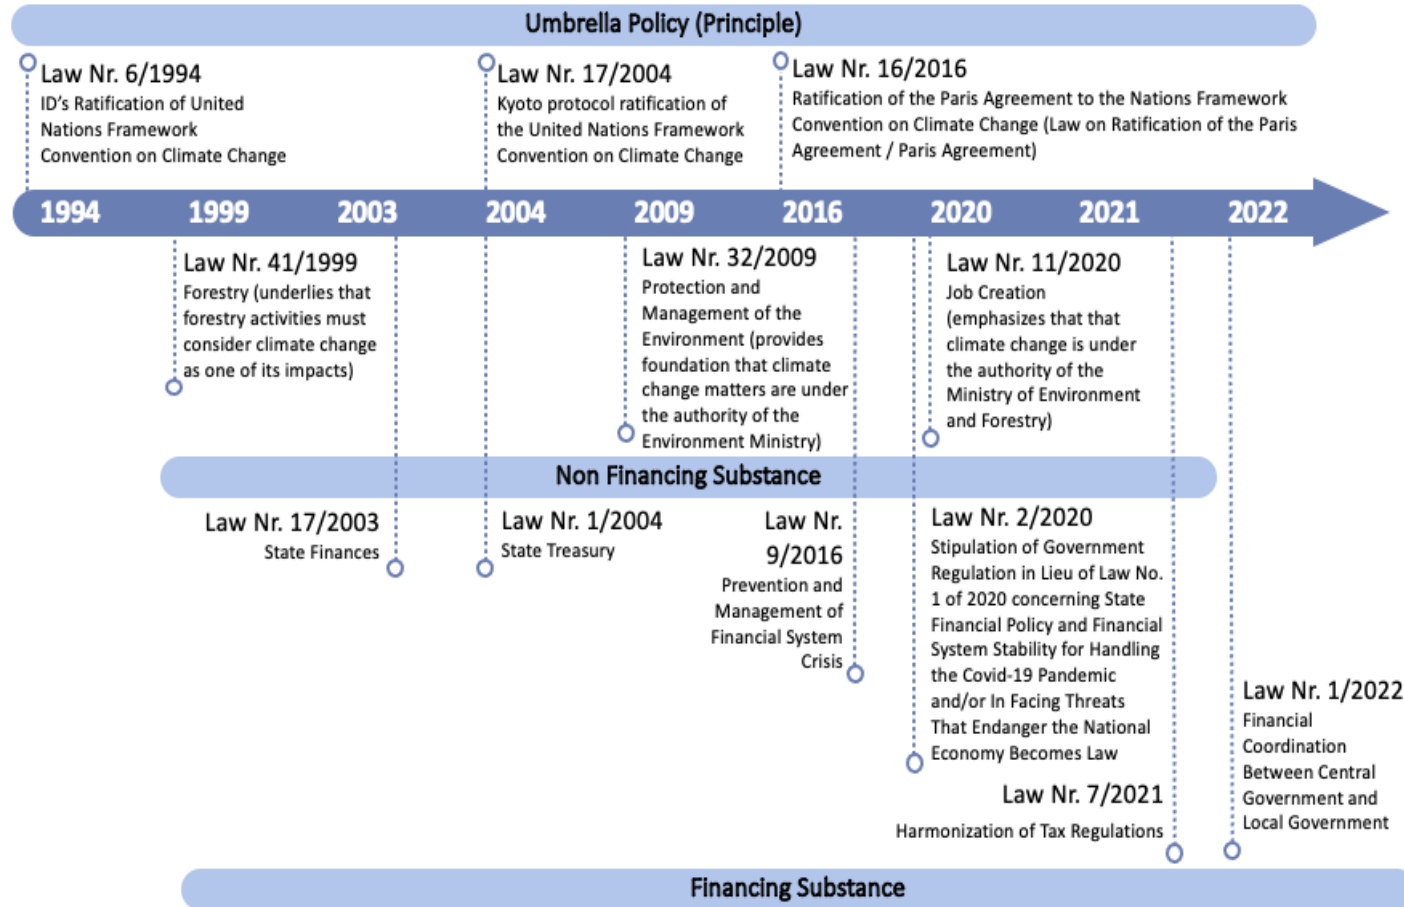 Umbrella Policy (Principle)
Law Nr. 6/1994
ID's Ratification of United
Nations Framework
Convention on Climate Change
Law Nr. 17/2004
Kyoto protocol ratification of
the United Nations Framework
Convention on Climate Change
Law Nr. 16/2016
Ratification of the Paris Agreement to the Nations Framework
Convention on Climate Change (Law on Ratification of the Paris
Agreement / Paris Agreement)
1994 1999 2003 2004 2009 2016 2020 2021 2022
Law Nr. 41/1999
Forestry (underlies that
forestry activities must
consider climate change
as one of its impacts)
Law Nr. 32/2009
Protection and
Management of the
Environment (provides
foundation that climate
change matters are under
the authority of the
Environment Ministry)
Law Nr. 11/2020
Job Creation
(emphasizes that that
climate change is under
the authority of the
Ministry of Environment
and Forestry)
Non Financing Substance
Law Nr. 17/2003
State Finances
Law Nr. 1/2004
State Treasury
Law Nr.
9/2016
Prevention and
Management of
Financial System
Crisis
Law Nr. 2/2020
Stipulation of Government
Regulation in Lieu of Law No.
1 of 2020 concerning State
Financial Policy and Financial
System Stability for Handling
the Covid-19 Pandemic
and/or In Facing Threats
That Endanger the National
Economy Becomes Law
Law Nr. 7/2021
Harmonization of Tax Regulations
Law Nr. 1/2022
Financial
Coordination
Between Central
Government and
Local Government
Financing Substance